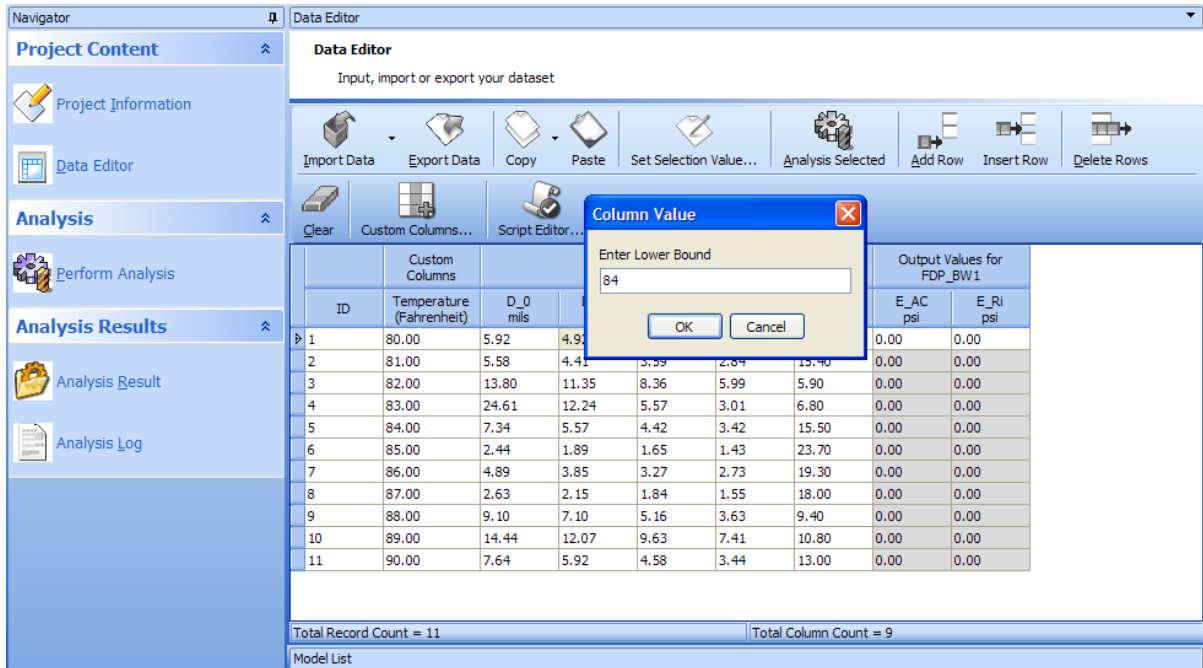 Navigator
Data Editor
Project Content
Project Information
Data Editor
Analysis
Perform Analysis
Analysis Results
Analysis Result
Analysis Log
Data Editor
Input, import or export your dataset
Import Data Export Data Copy Paste Set Selection Value... Analysis Selected Add Row Insert Row Delete Rows
Clear Custom Columns... Script Editor...
Column Value
Enter Lower Bound
84
OK Cancel
Custom Columns Output Values for FDP_BW1
ID Temperature (Fahrenheit) D_0 mils E_AC psi E_Ri psi
1 80.00 5.92 4.92 0.00 0.00
2 81.00 5.58 4.41 3.59 2.84 15.40 0.00 0.00
3 82.00 13.80 11.35 8.36 5.99 5.90 0.00 0.00
4 83.00 24.61 12.24 5.57 3.01 6.80 0.00 0.00
5 84.00 7.34 5.57 4.42 3.42 15.50 0.00 0.00
6 85.00 2.44 1.89 1.65 1.43 23.70 0.00 0.00
7 86.00 4.89 3.85 3.27 2.73 19.30 0.00 0.00
8 87.00 2.63 2.15 1.84 1.55 18.00 0.00 0.00
9 88.00 9.10 7.10 5.16 3.63 9.40 0.00 0.00
10 89.00 14.44 12.07 9.63 7.41 10.80 0.00 0.00
11 90.00 7.64 5.92 4.58 3.44 13.00 0.00 0.00
Total Record Count = 11 Total Column Count = 9
Model List